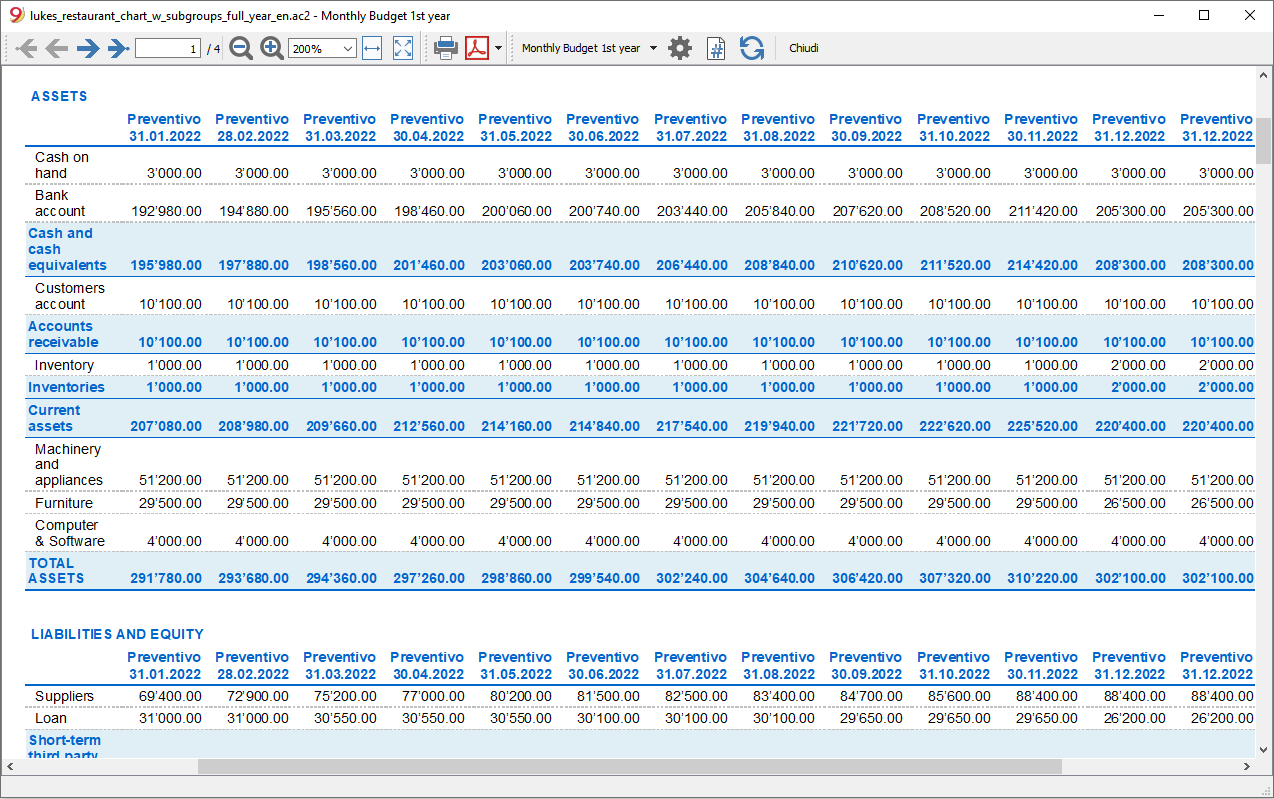 lukes_restaurant_chart_w_subgroups_full_year_en.ac2 - Monthly Budget 1st year
1 / 4 200% Monthly Budget 1st year Chiudi
ASSETS
Preventivo Preventivo Preventivo Preventivo Preventivo Preventivo Preventivo Preventivo Preventivo Preventivo Preventivo Preventivo Preventivo
31.01.2022 28.02.2022 31.03.2022 30.04.2022 31.05.2022 30.06.2022 31.07.2022 31.08.2022 30.09.2022 31.10.2022 30.11.2022 31.12.2022 31.12.2022
Cash on
hand 3’000.00 3’000.00 3’000.00 3’000.00 3’000.00 3’000.00 3’000.00 3’000.00 3’000.00 3’000.00 3’000.00 3’000.00 3’000.00
Bank
account 192’980.00 194’880.00 195’560.00 198’460.00 200’060.00 200’740.00 203’440.00 205’840.00 207’620.00 208’520.00 211’420.00 205’300.00 205’300.00
Cash and
cash
equivalents 195’980.00 197’880.00 198’560.00 201’460.00 203’060.00 203’740.00 206’440.00 208’840.00 210’620.00 211’520.00 214’420.00 208’300.00 208’300.00
Customers
account 10’100.00 10’100.00 10’100.00 10’100.00 10’100.00 10’100.00 10’100.00 10’100.00 10’100.00 10’100.00 10’100.00 10’100.00 10’100.00
Accounts
receivable 10’100.00 10’100.00 10’100.00 10’100.00 10’100.00 10’100.00 10’100.00 10’100.00 10’100.00 10’100.00 10’100.00 10’100.00 10’100.00
Inventory 1’000.00 1’000.00 1’000.00 1’000.00 1’000.00 1’000.00 1’000.00 1’000.00 1’000.00 1’000.00 1’000.00 2’000.00 2’000.00
Inventories 1’000.00 1’000.00 1’000.00 1’000.00 1’000.00 1’000.00 1’000.00 1’000.00 1’000.00 1’000.00 1’000.00 2’000.00 2’000.00
Current
assets 207’080.00 208’980.00 209’660.00 212’560.00 214’160.00 214’840.00 217’540.00 219’940.00 221’720.00 222’620.00 225’520.00 220’400.00 220’400.00
Machinery
and
appliances 51’200.00 51’200.00 51’200.00 51’200.00 51’200.00 51’200.00 51’200.00 51’200.00 51’200.00 51’200.00 51’200.00 51’200.00 51’200.00
Furniture 29’500.00 29’500.00 29’500.00 29’500.00 29’500.00 29’500.00 29’500.00 29’500.00 29’500.00 29’500.00 29’500.00 26’500.00 26’500.00
Computer
& Software 4’000.00 4’000.00 4’000.00 4’000.00 4’000.00 4’000.00 4’000.00 4’000.00 4’000.00 4’000.00 4’000.00 4’000.00 4’000.00
TOTAL
ASSETS 291’780.00 293’680.00 294’360.00 297’260.00 298’860.00 299’540.00 302’240.00 304’640.00 306’420.00 307’320.00 310’220.00 302’100.00 302’100.00
LIABILITIES AND EQUITY
Preventivo Preventivo Preventivo Preventivo Preventivo Preventivo Preventivo Preventivo Preventivo Preventivo Preventivo Preventivo Preventivo
31.01.2022 28.02.2022 31.03.2022 30.04.2022 31.05.2022 30.06.2022 31.07.2022 31.08.2022 30.09.2022 31.10.2022 30.11.2022 31.12.2022 31.12.2022
Suppliers 69’400.00 72’900.00 75’200.00 77’000.00 80’200.00 81’500.00 82’500.00 83’400.00 84’700.00 85’600.00 88’400.00 88’400.00 88’400.00
Loan 31’000.00 31’000.00 30’550.00 30’550.00 30’550.00 30’100.00 30’100.00 30’100.00 29’650.00 29’650.00 29’650.00 26’200.00 26’200.00
Short-term
third party